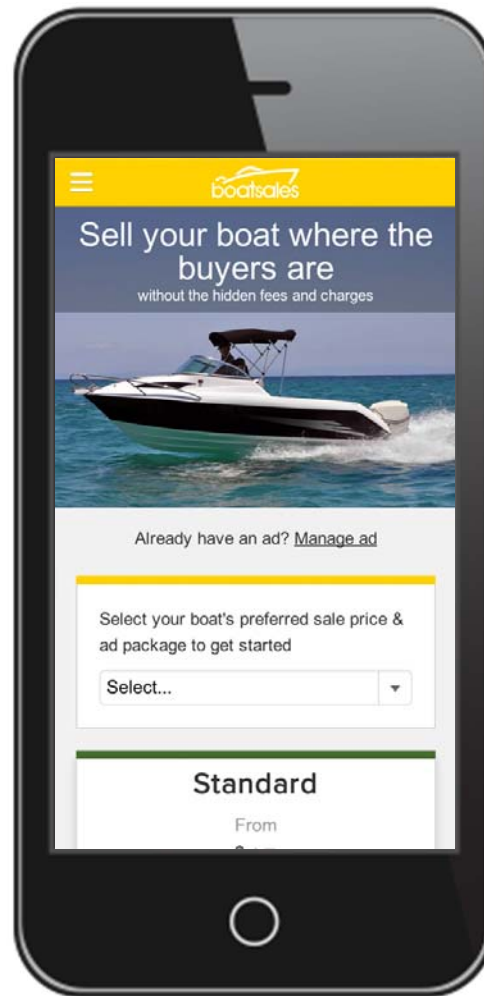 boatsales
Sell your boat where the
buyers are
without the hidden fees and charges
Already have an ad? Manage ad
Select your boat's preferred sale price &
ad package to get started
Select...
Standard
From